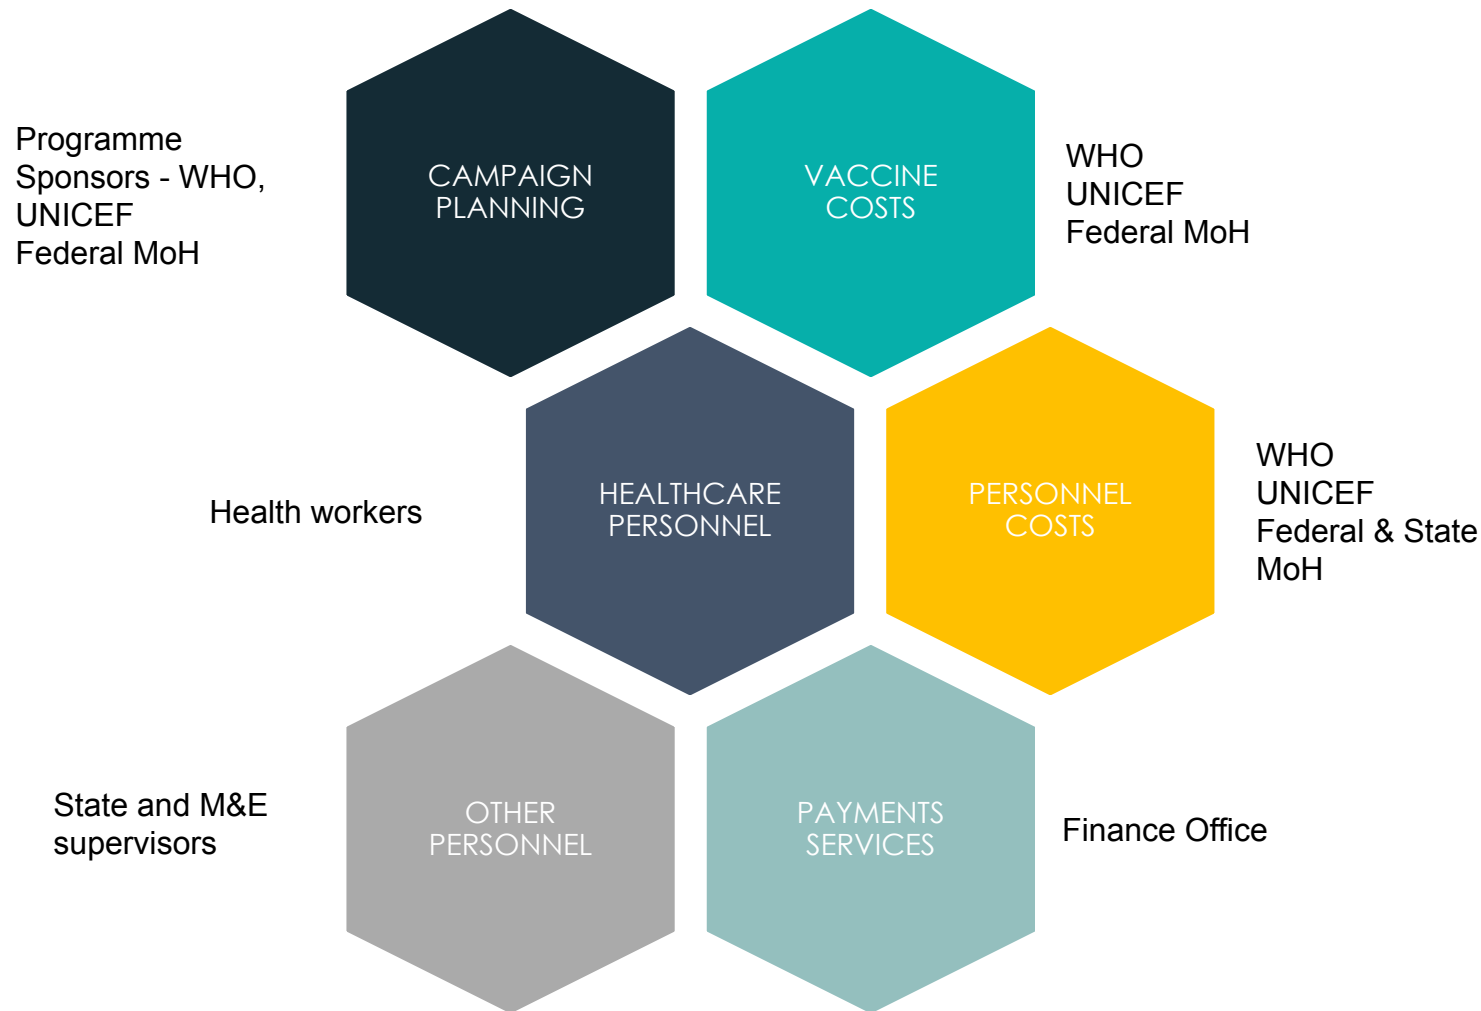 Programme
Sponsors - WHO,
UNICEF
Federal MoH
CAMPAIGN
PLANNING
VACCINE
COSTS
WHO
UNICEF
Federal MoH
Health workers
HEALTHCARE
PERSONNEL
PERSONNEL
COSTS
WHO
UNICEF
Federal & State
MoH
State and M&E
supervisors
OTHER
PERSONNEL
PAYMENTS
SERVICES
Finance Office